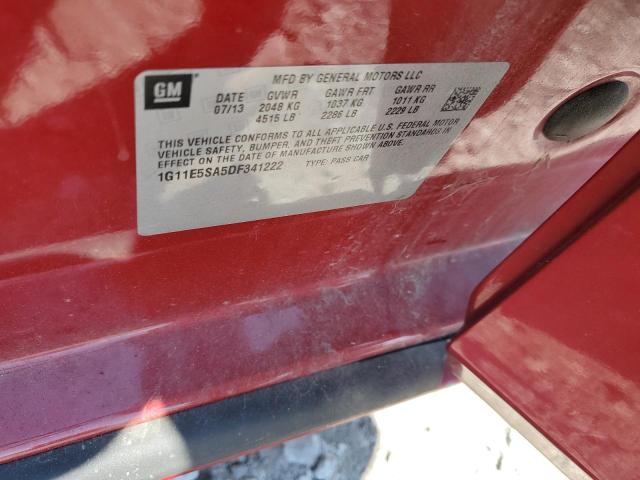 GM
MFD BY GENERAL MOTORS LLC
DATE GVWR GAWR FRT GAWR RR
07/13 2048 KG 1037 KG 1011 KG
4515 LB 2286 LB 2229 LB
THIS VEHICLE CONFORMS TO ALL APPLICABLE U.S. FEDERAL MOTOR
VEHICLE SAFETY, BUMPER, AND THEFT PREVENTION STANDARDS IN
EFFECT ON THE DATE OF MANUFACTURE SHOWN ABOVE.
1G11E5SA5DF341222 TYPE: PASS CAR